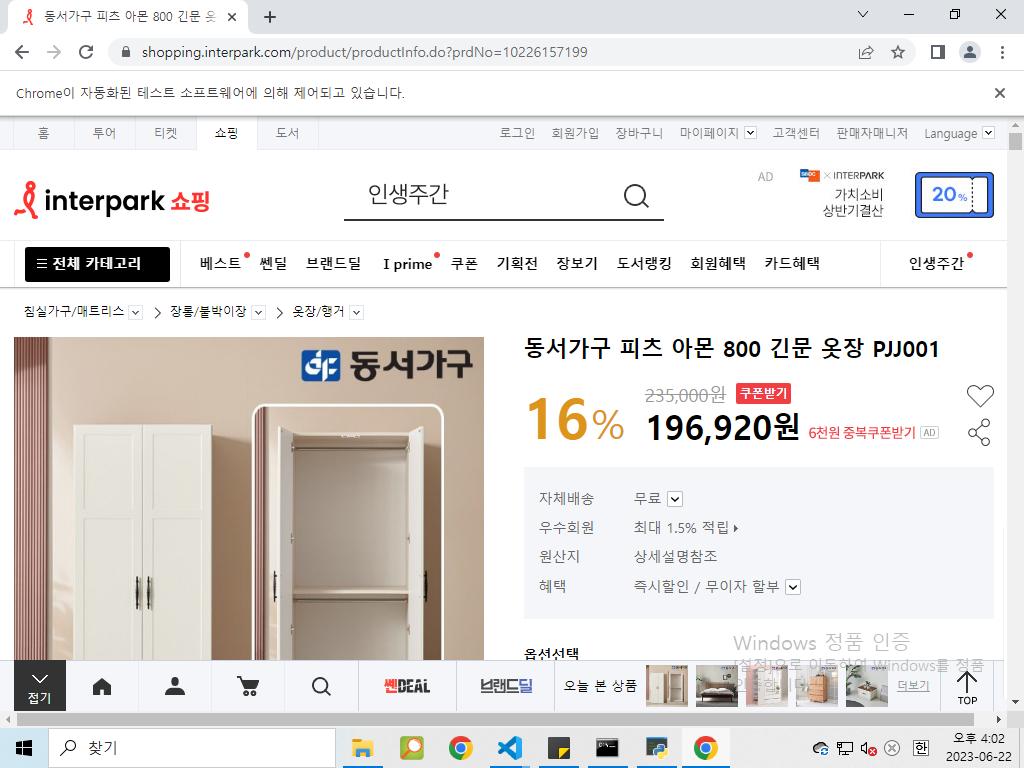 동서가구 피츠 아몬 800 긴문 옷
shopping.interpark.com/product/productInfo.do?prdNo=10226157199
Chrome이 자동화된 테스트 소프트웨어에 의해 제어되고 있습니다.
홈 투어 티켓 쇼핑 도서 로그인 회원가입 장바구니 마이페이지 고객센터 판매자매니저 Language
interpark 쇼핑
인생주간
AD
SBDC × INTERPARK
가치소비
상반기결산
20%
전체 카테고리 베스트 쎈딜 브랜드딜 I prime 쿠폰 기획전 장보기 도서랭킹 회원혜택 카드혜택 인생주간
침실가구/매트리스 장롱/붙박이장 옷장/행거
동서가구
동서가구 피츠 아몬 800 긴문 옷장 PJJ001
16%
235,000원 쿠폰받기
196,920원 6천원 중복쿠폰받기 AD
자체배송 무료
우수회원 최대 1.5% 적립
원산지 상세설명참조
혜택 즉시할인 / 무이자 할부
옵션선택
Windows 정품 인증
[설정]으로 이동하여 Windows를 정품
접기
쎈DEAL
브랜드딜
오늘 본 상품
더보기
TOP
찾기
한
오후 4:02
2023-06-22